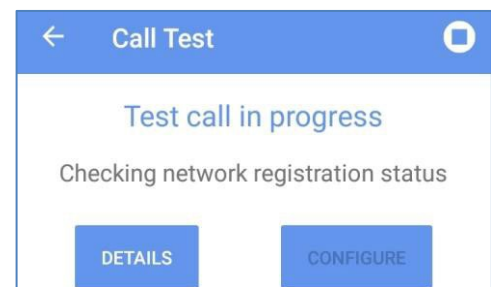 Call Test
Test call in progress
Checking network registration status
DETAILS CONFIGURE